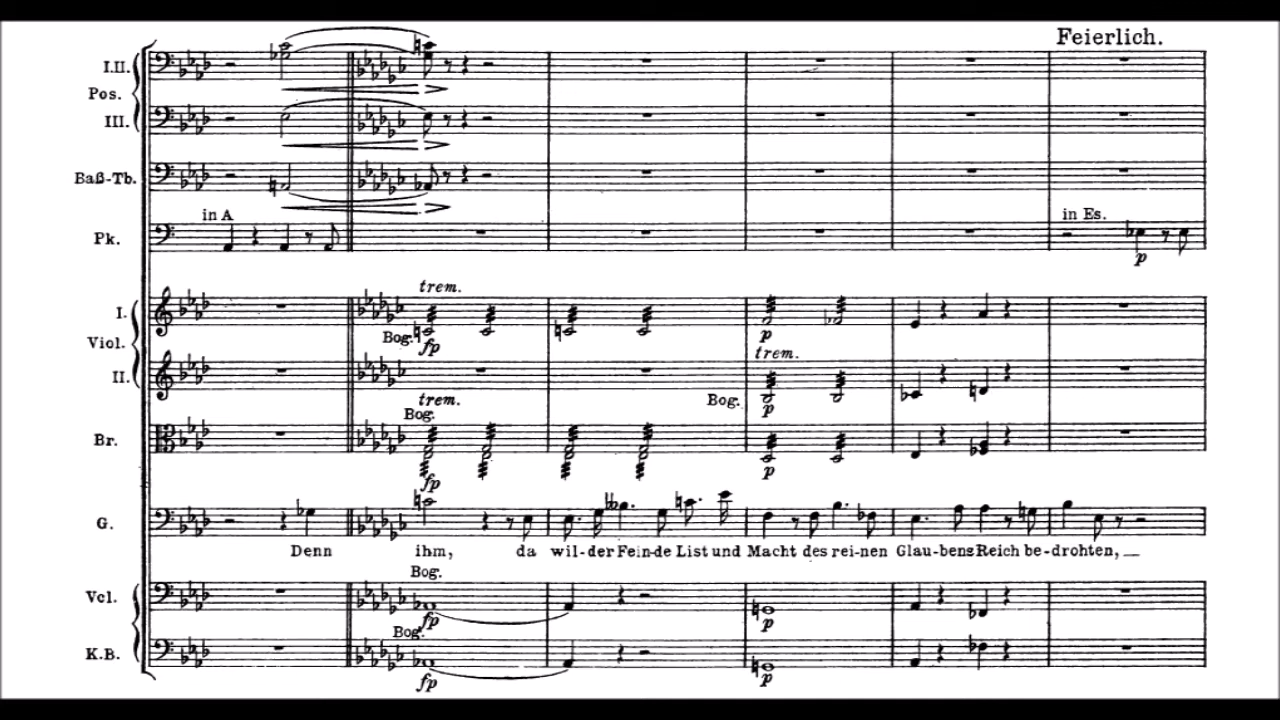 Feierlich.
I.II.
Pos.
III.
Baß-Tb.
in A
in Es.
Pk.
p
trem.
I.
Bog.
fp
p
Viol.
trem.
II.
Bog.
p
trem.
Bog.
Br.
fp
p
G.
Denn ihm, da wil-der Fein-de List und Macht des rei-nen Glau-bens Reich be-drohten,
Bog.
Vcl.
fp
p
Bog.
K.B.
fp
p